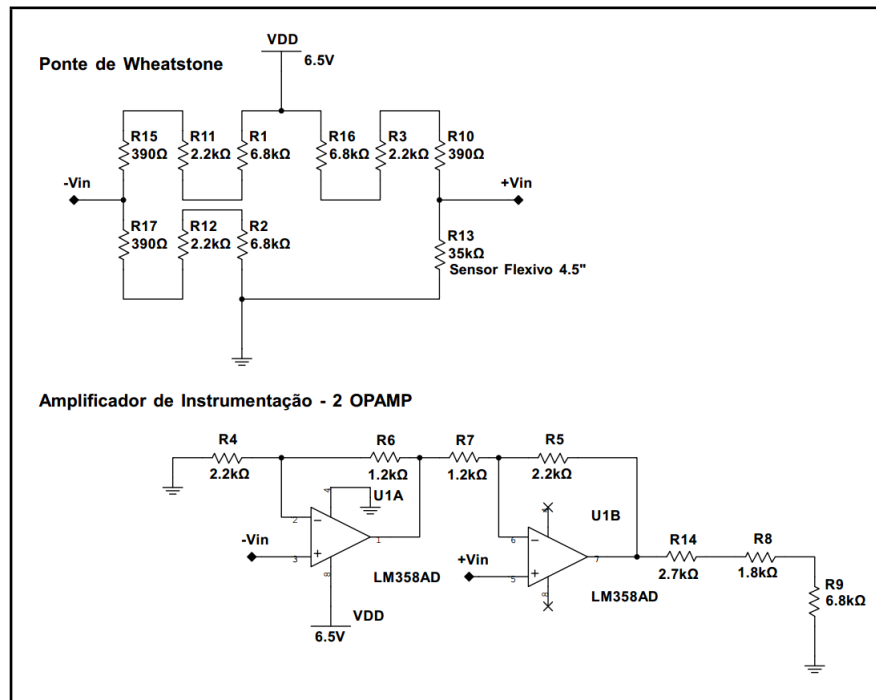 VDD
Ponte de Wheatstone
6.5V
R15
390Ω
R11
2.2kΩ
R1
6.8kΩ
R16
6.8kΩ
R3
2.2kΩ
R10
390Ω
-Vin
+Vin
R17
390Ω
R12
2.2kΩ
R2
6.8kΩ
R13
35kΩ
Sensor Flexivo 4.5"
Amplificador de Instrumentação - 2 OPAMP
R4
2.2kΩ
R6
1.2kΩ
R7
1.2kΩ
R5
2.2kΩ
U1A
4
2
3
1
8
-Vin
LM358AD
VDD
6.5V
U1B
6
5
7
8
+Vin
LM358AD
R14
2.7kΩ
R8
1.8kΩ
R9
6.8kΩ